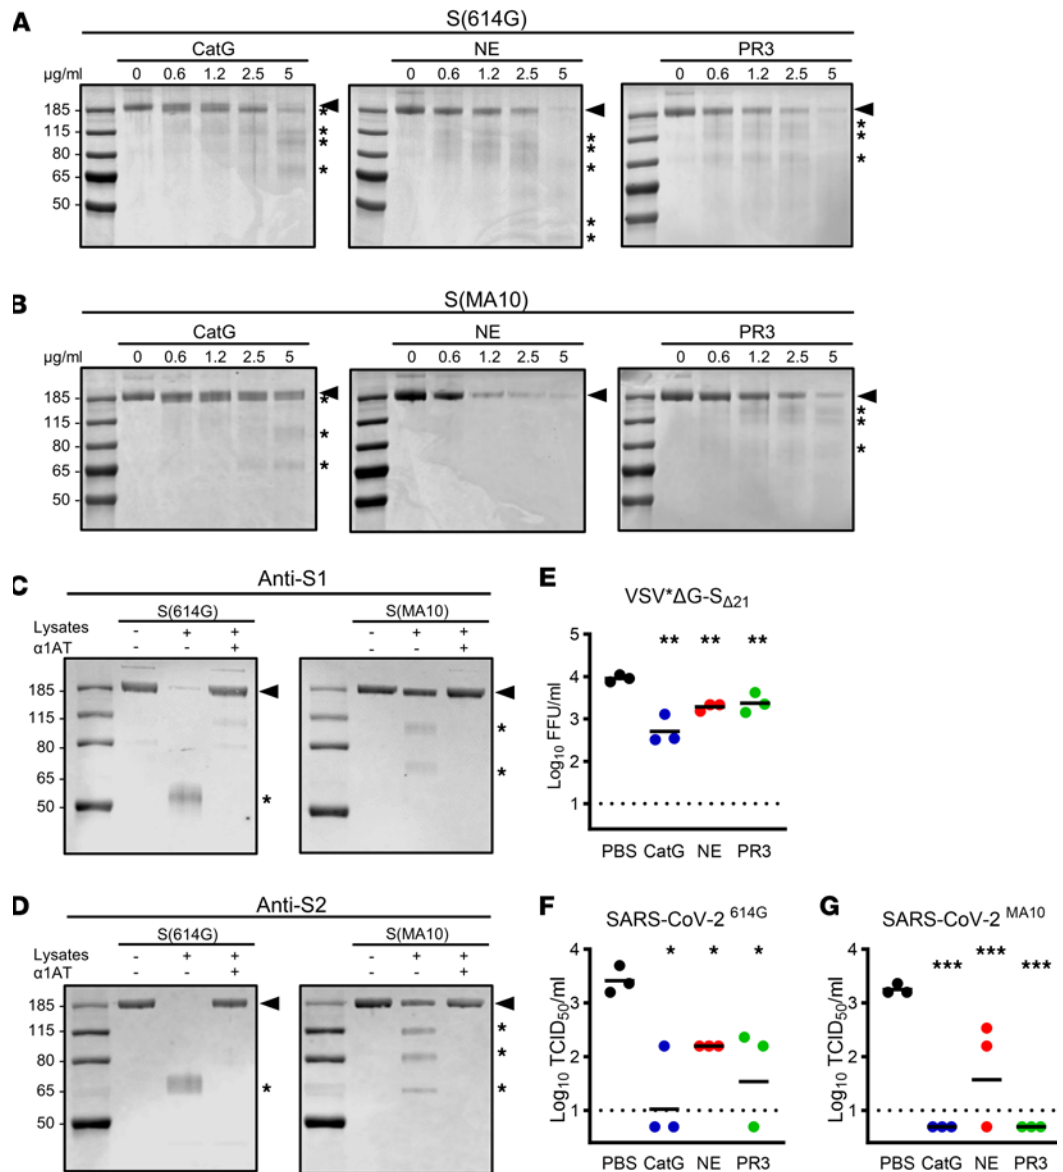 A
S(614G)
CatG NE PR3
µg/ml 0 0.6 1.2 2.5 5 0 0.6 1.2 2.5 5 0 0.6 1.2 2.5 5
185 -
115 -
80 -
65 -
50 -
*
*
*
*
*
*
*
*
*
*
*
*
B
S(MA10)
CatG NE PR3
µg/ml 0 0.6 1.2 2.5 5 0 0.6 1.2 2.5 5 0 0.6 1.2 2.5 5
185 -
115 -
80 -
65 -
50 -
*
*
*
*
*
*
C
Anti-S1
S(614G) S(MA10)
Lysates - + + - + +
α1AT - - + - - +
185 -
115 -
80 -
65 -
50 -
*
*
*
E
VSV*ΔG-SΔ21
** ** **
Log10 FFU/ml
5
4
3
2
1
PBS CatG NE PR3
D
Anti-S2
S(614G) S(MA10)
Lysates - + + - + +
α1AT - - + - - +
185 -
115 -
80 -
65 -
50 -
*
*
*
*
F
SARS-CoV-2 614G
* * *
Log10 TCID50/ml
4
3
2
1
PBS CatG NE PR3
G
SARS-CoV-2 MA10
*** *** ***
Log10 TCID50/ml
4
3
2
1
PBS CatG NE PR3